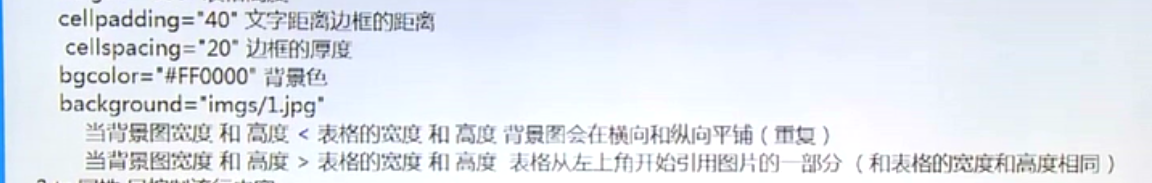 cellpadding="40" 文字距离边框的距离
cellspacing="20" 边框的厚度
bgcolor="#FF0000" 背景色
background="imgs/1.jpg"
当背景图宽度 和 高度 < 表格的宽度 和 高度 背景图会在横向和纵向平铺（重复）
当背景图宽度 和 高度 > 表格的宽度 和 高度 表格从左上角开始引用图片的一部分（和表格的宽度和高度相同）